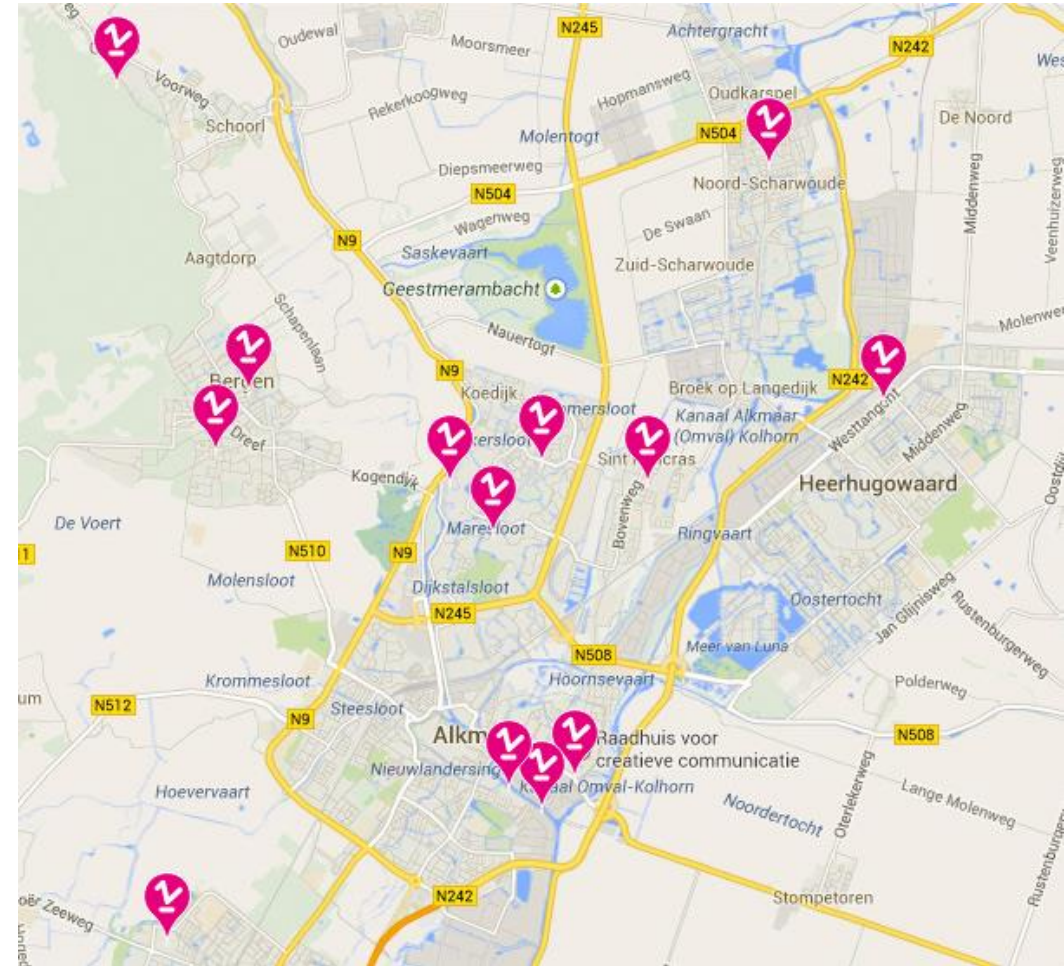 N245
Achtergracht
Oudewal
Moorsmeer
N242
Voorweg
Rekerkoogweg
Hopmansweg
Oudkarspel
De Noord
Schoorl
Molentogt
N504
Middenweg
Veenhuizerweg
Diepsmeerweg
Noord-Scharwoude
N504
Wagenweg
De Swaan
N9
Saskevaart
Aagtdorp
Zuid-Scharwoude
Geestmerambacht
Schapenlaan
Nauertogt
N9
Broek op Langedijk
N242
Koedijk
Kanaal Alkmaar
(Omval) Kolhorn
Westtangent
Middenweg
Dreef
Kogendijk
Heerhugowaard
Bovenweg
De Voert
Ringvaart
N510
N9
Molensloot
Dijkstalsloot
Oostertocht
Jan Glijnisweg
Rustenburgerweg
N245
N508
Meer van Luna
Krommesloot
Hoornsevaart
Polderweg
N512
Steesloot
N9
N508
Raadhuis voor
creatieve communicatie
Omval-Kolhorn
Hoevervaart
Noordertocht
Oterlekerweg
Lange Molenweg
N242
Stompetoren
Zeeweg